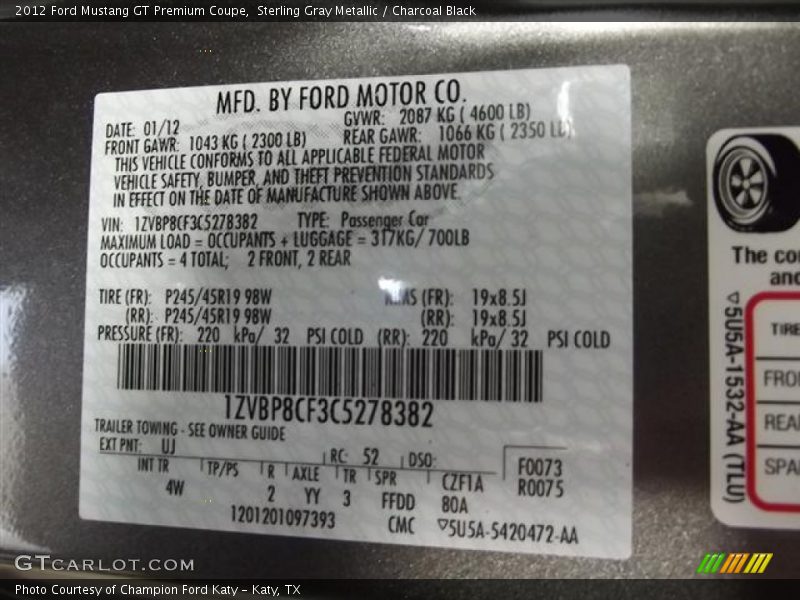 2012 Ford Mustang GT Premium Coupe, Sterling Gray Metallic / Charcoal Black
MFD. BY FORD MOTOR CO.
DATE: 01/12 GVWR: 2087 KG ( 4600 LB)
FRONT GAWR: 1043 KG ( 2300 LB) REAR GAWR: 1066 KG ( 2350 LB)
THIS VEHICLE CONFORMS TO ALL APPLICABLE FEDERAL MOTOR
VEHICLE SAFETY, BUMPER, AND THEFT PREVENTION STANDARDS
IN EFFECT ON THE DATE OF MANUFACTURE SHOWN ABOVE.
VIN: 1ZVBP8CF3C5278382 TYPE: Passenger Car
MAXIMUM LOAD = OCCUPANTS + LUGGAGE = 317KG/ 700LB
OCCUPANTS = 4 TOTAL; 2 FRONT, 2 REAR
TIRE (FR): P245/45R19 98W (FR): 19x8.5J
(RR): P245/45R19 98W (RR): 19x8.5J
PRESSURE (FR): 220 kPa/ 32 PSI COLD (RR): 220 kPa/ 32 PSI COLD
1ZVBP8CF3C5278382
TRAILER TOWING - SEE OWNER GUIDE
EXT PNT: UJ RC: 52 DSO:
INT TR TP/PS R AXLE TR SPR CZF1A F0073
4W 2 YY 3 FFDD 80A R0075
1201201097393 CMC ▽5U5A-5420472-AA
The co
and
▽5U5A-1532-AA (TLU)
TIRE
FRO
REA
SPA
GTCARLOT.COM
Photo Courtesy of Champion Ford Katy – Katy, TX